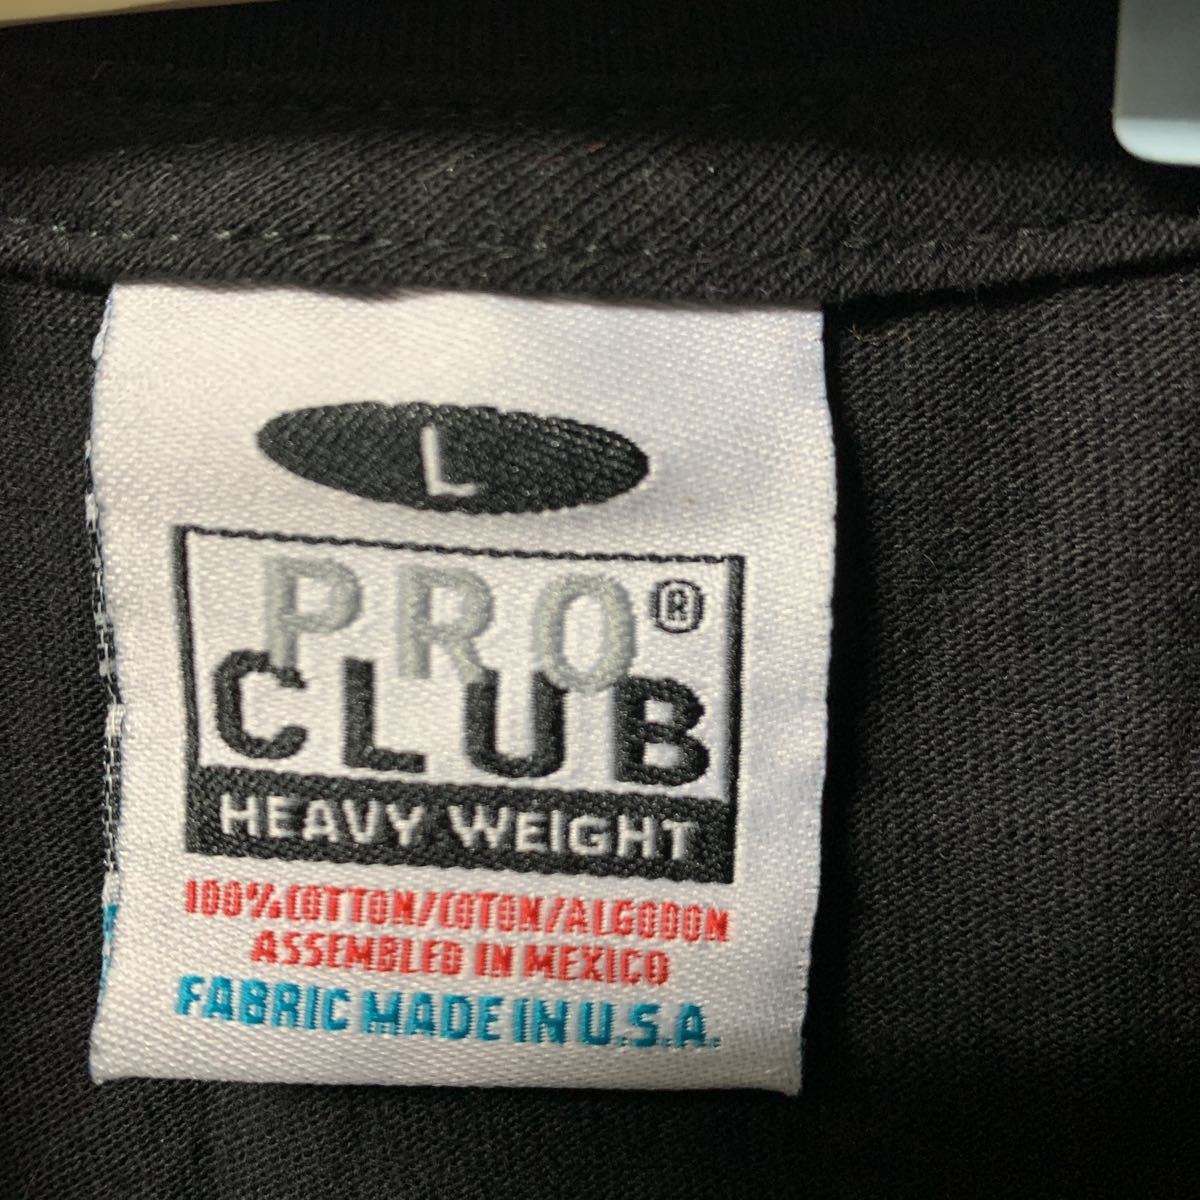 L
PRO®
CLUB
HEAVY WEIGHT
100%COTTON/COTON/ALGODON
ASSEMBLED IN MEXICO
FABRIC MADE IN U.S.A.